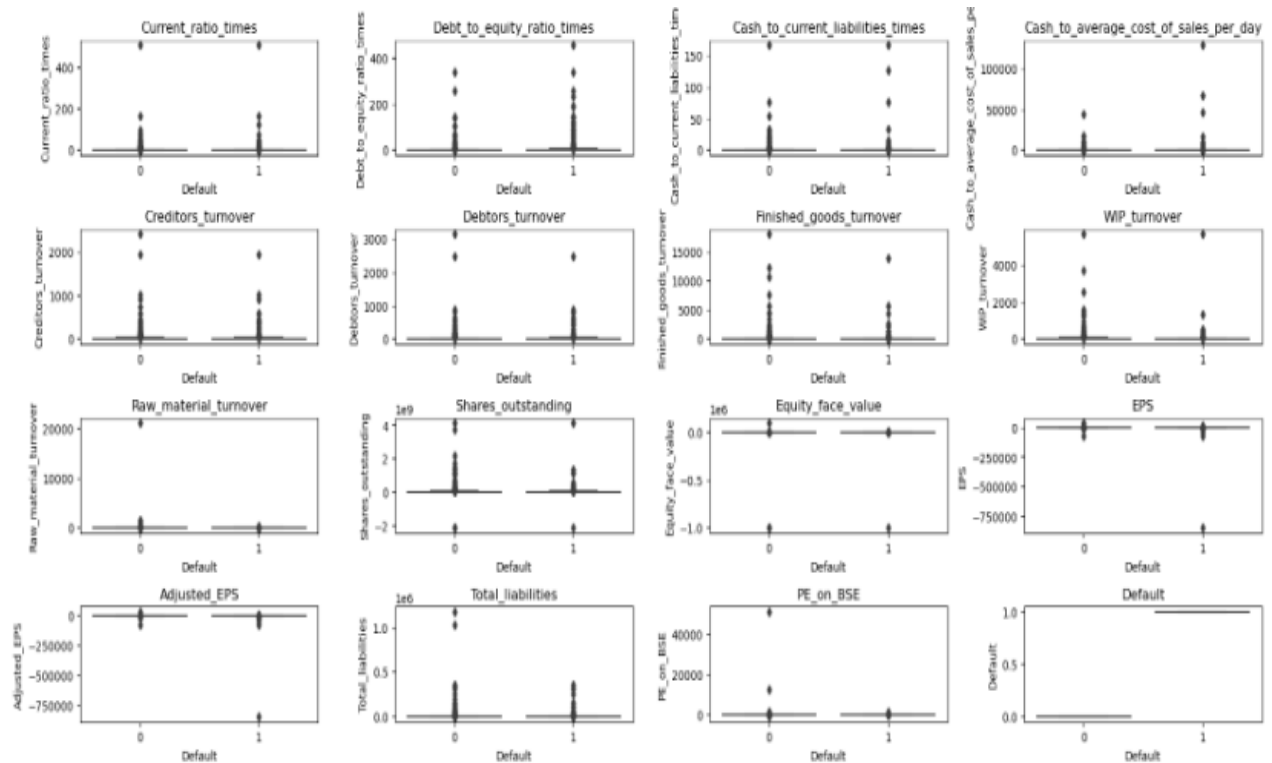 Current_ratio_times
Current_ratio_times
400
200
0
0
1
Default
Debt_to_equity_ratio_times
Debt_to_equity_ratio_times
400
200
0
0
1
Default
Cash_to_current_liabilities_times
Cash_to_current_liabilities_tim
150
100
50
0
0
1
Default
Cash_to_average_cost_of_sales_per_day
Cash_to_average_cost_of_sales_pe
100000
50000
0
0
1
Default
Creditors_turnover
Creditors_turnover
2000
1000
0
0
1
Default
Debtors_turnover
Debtors_turnover
3000
2000
1000
0
0
1
Default
Finished_goods_turnover
Finished_goods_turnover
15000
10000
5000
0
0
1
Default
WIP_turnover
WIP_turnover
4000
2000
0
0
1
Default
Raw_material_turnover
Raw_material_turnover
20000
10000
0
0
1
Default
Shares_outstanding
Shares_outstanding
1e9
4
2
0
−2
0
1
Default
Equity_face_value
Equity_face_value
1e6
0.0
−0.5
−1.0
0
1
Default
EPS
EPS
0
−250000
−500000
−750000
0
1
Default
Adjusted_EPS
Adjusted_EPS
0
−250000
−500000
−750000
0
1
Default
Total_liabilities
Total_liabilities
1e6
1.0
0.5
0.0
0
1
Default
PE_on_BSE
PE_on_BSE
40000
20000
0
0
1
Default
Default
Default
1.0
0.5
0.0
0
1
Default